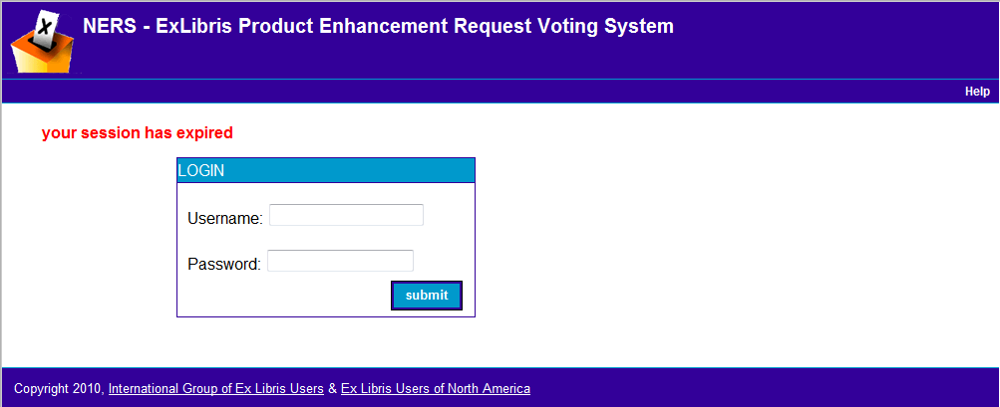 X
NERS - ExLibris Product Enhancement Request Voting System
Help
your session has expired
LOGIN
Username:
Password:
submit
Copyright 2010, International Group of Ex Libris Users & Ex Libris Users of North America